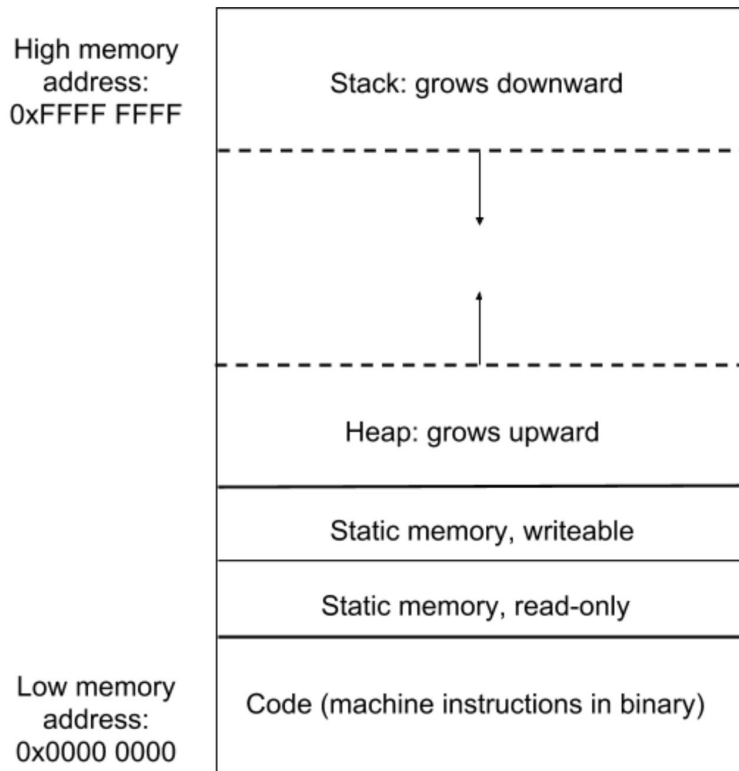 High memory
address:
0xFFFF FFFF
Stack: grows downward
Heap: grows upward
Static memory, writeable
Static memory, read-only
Code (machine instructions in binary)
Low memory
address:
0x0000 0000